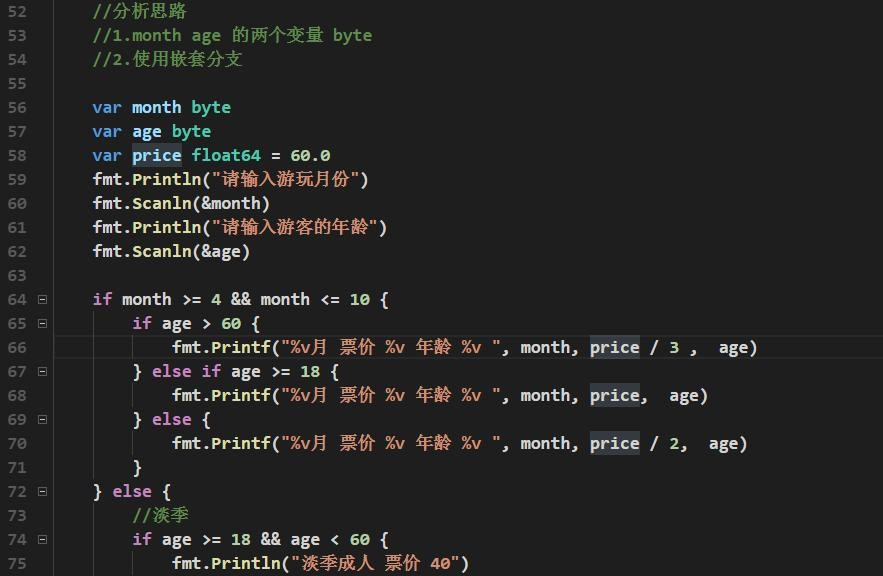 52 //分析思路
53 //1.month age 的两个变量 byte
54 //2.使用嵌套分支
55
56 var month byte
57 var age byte
58 var price float64 = 60.0
59 fmt.Println("请输入游玩月份")
60 fmt.Scanln(&month)
61 fmt.Println("请输入游客的年龄")
62 fmt.Scanln(&age)
63
64 if month >= 4 && month <= 10 {
65 if age > 60 {
66 fmt.Printf("%v月 票价 %v 年龄 %v ", month, price / 3 ,  age)
67 } else if age >= 18 {
68 fmt.Printf("%v月 票价 %v 年龄 %v ", month, price,  age)
69 } else {
70 fmt.Printf("%v月 票价 %v 年龄 %v ", month, price / 2,  age)
71 }
72 } else {
73 //淡季
74 if age >= 18 && age < 60 {
75 fmt.Println("淡季成人 票价 40")